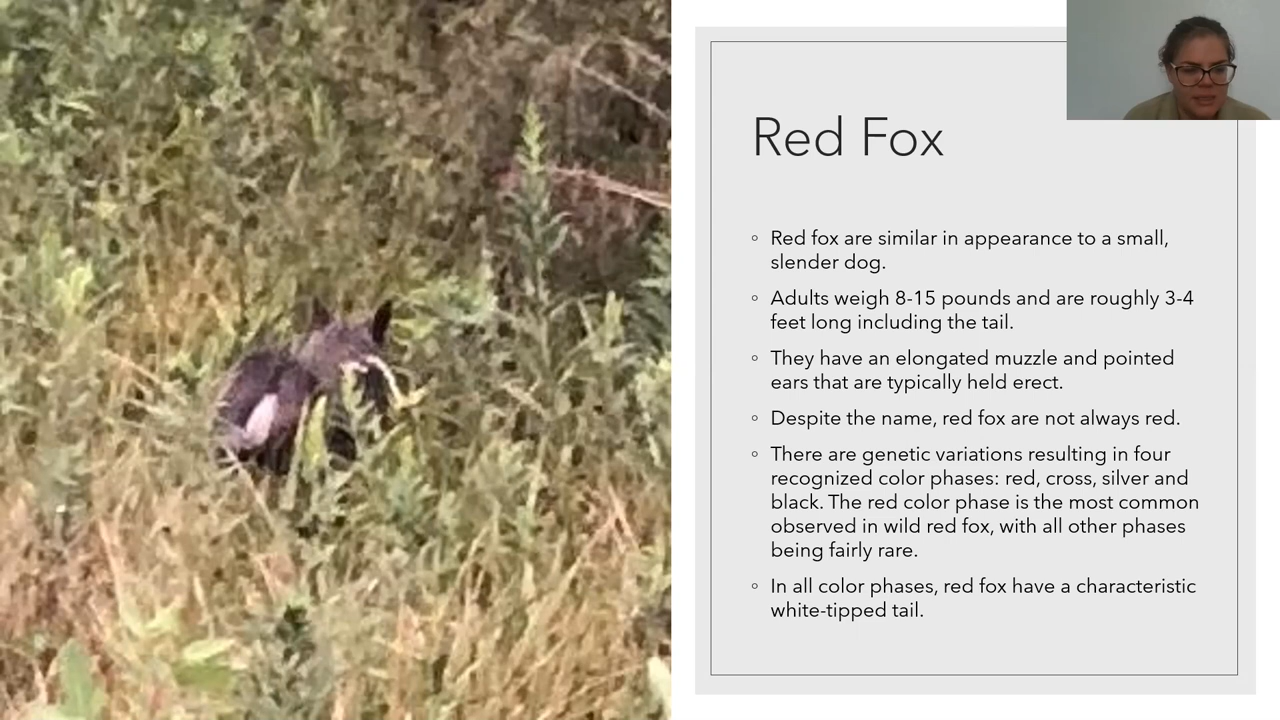 Red Fox
Red fox are similar in appearance to a small,
slender dog.
Adults weigh 8-15 pounds and are roughly 3-4
feet long including the tail.
They have an elongated muzzle and pointed
ears that are typically held erect.
Despite the name, red fox are not always red.
There are genetic variations resulting in four
recognized color phases: red, cross, silver and
black. The red color phase is the most common
observed in wild red fox, with all other phases
being fairly rare.
In all color phases, red fox have a characteristic
white-tipped tail.